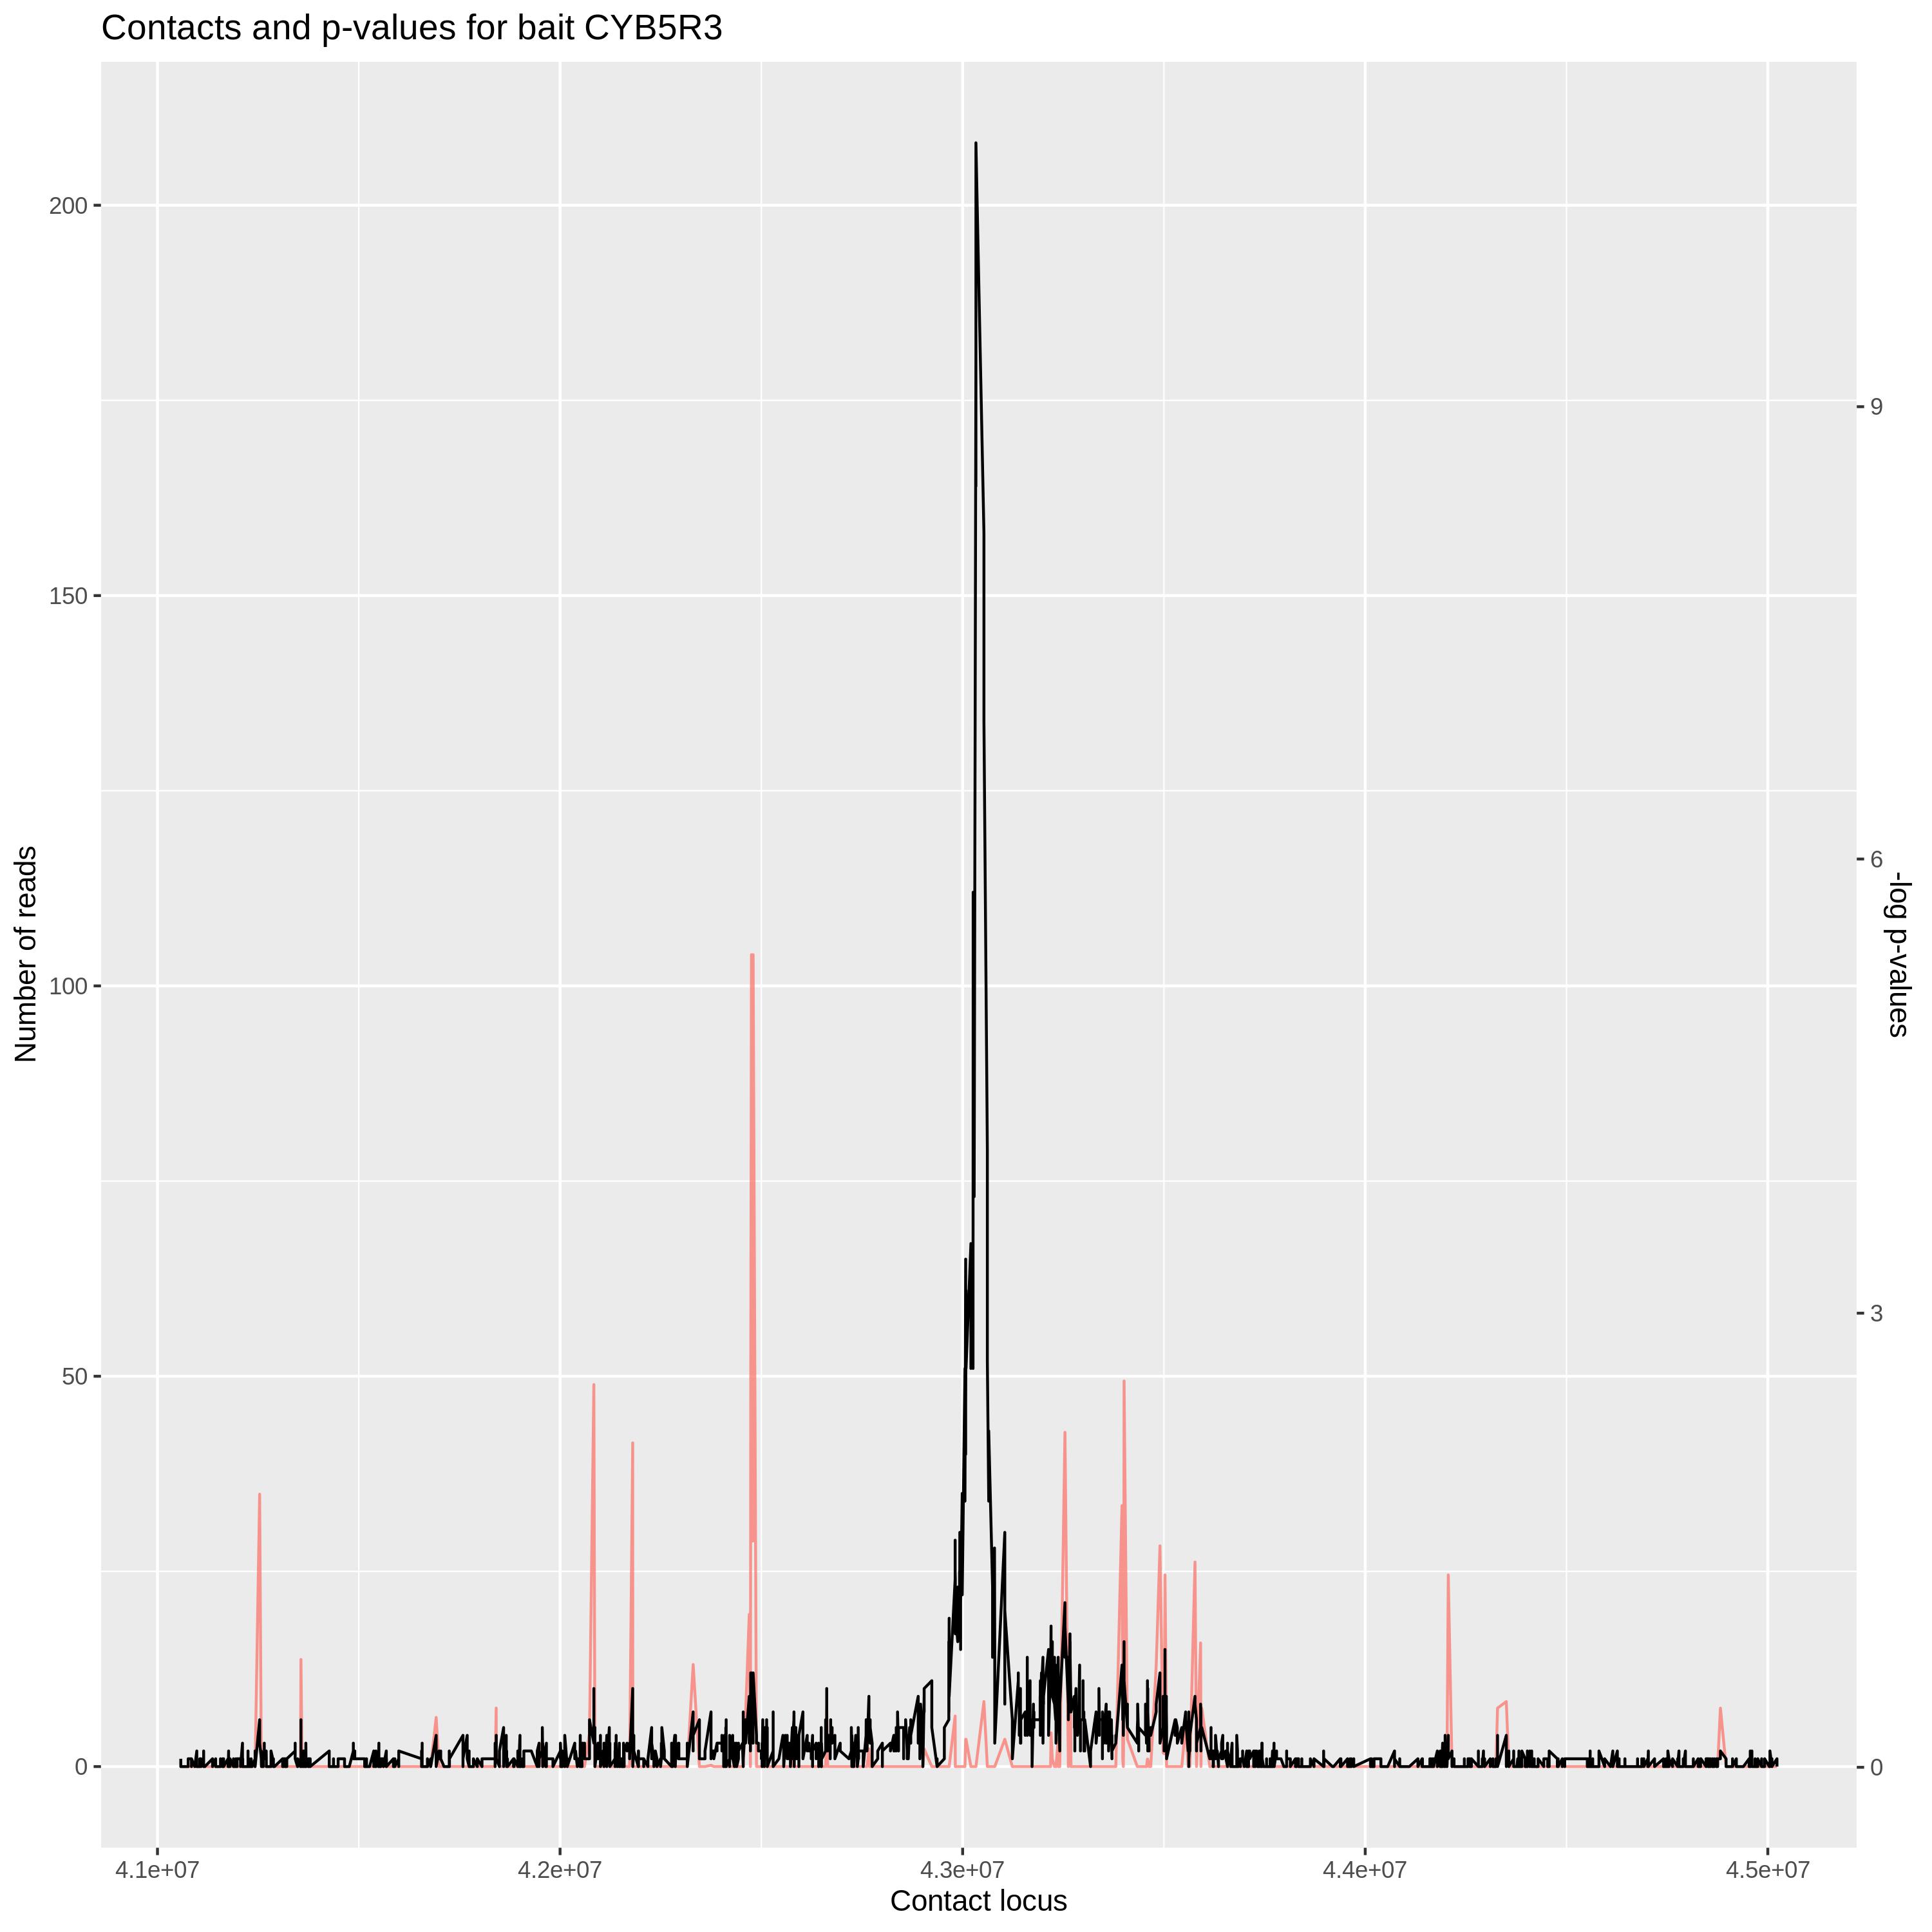 Contacts and p-values for bait CYB5R3
Number of reads
200
150
100
50
0
9
6
3
0
-log p-values
4.1e+07
4.2e+07
4.3e+07
4.4e+07
4.5e+07
Contact locus